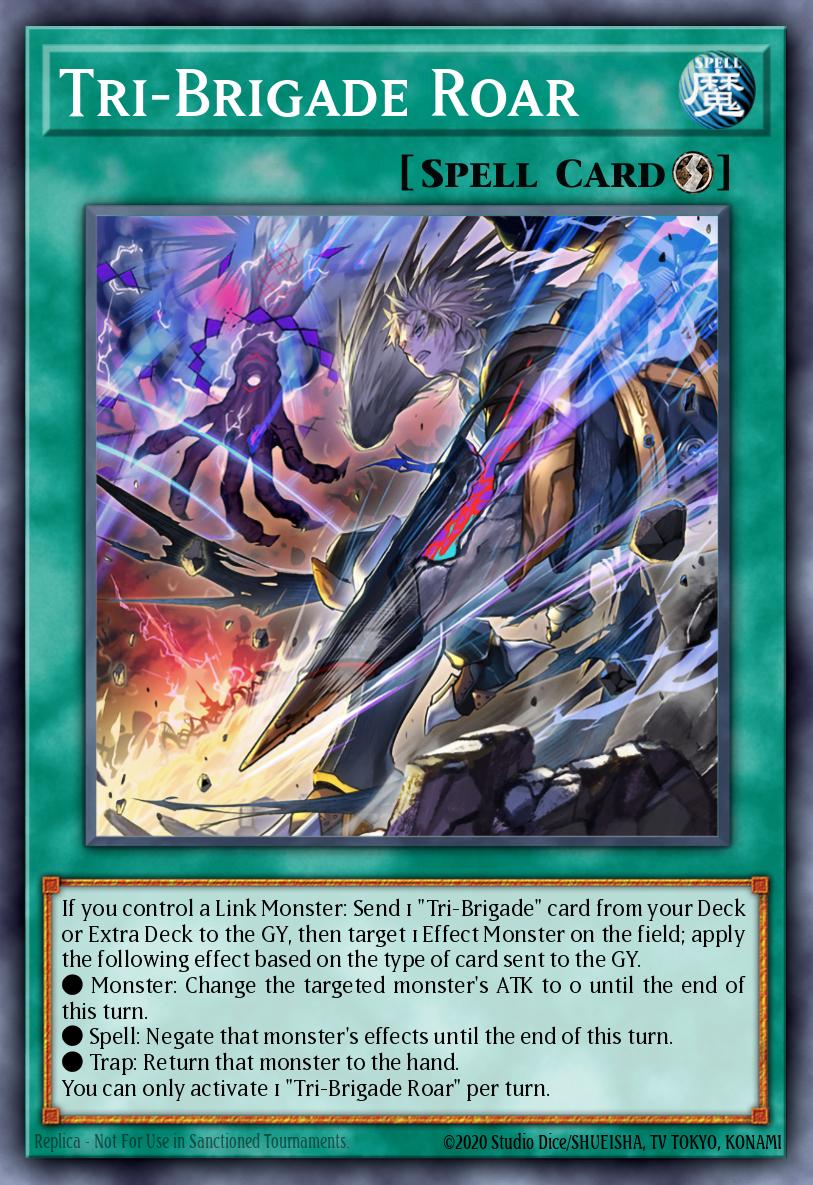 Tri-Brigade Roar
SPELL
魔
[Spell Card]
If you control a Link Monster: Send 1 "Tri-Brigade" card from your Deck
or Extra Deck to the GY, then target 1 Effect Monster on the field; apply
the following effect based on the type of card sent to the GY.
● Monster: Change the targeted monster's ATK to 0 until the end of
this turn.
● Spell: Negate that monster's effects until the end of this turn.
● Trap: Return that monster to the hand.
You can only activate 1 "Tri-Brigade Roar" per turn.
Replica - Not For Use in Sanctioned Tournaments.
©2020 Studio Dice/SHUEISHA, TV TOKYO, KONAMI